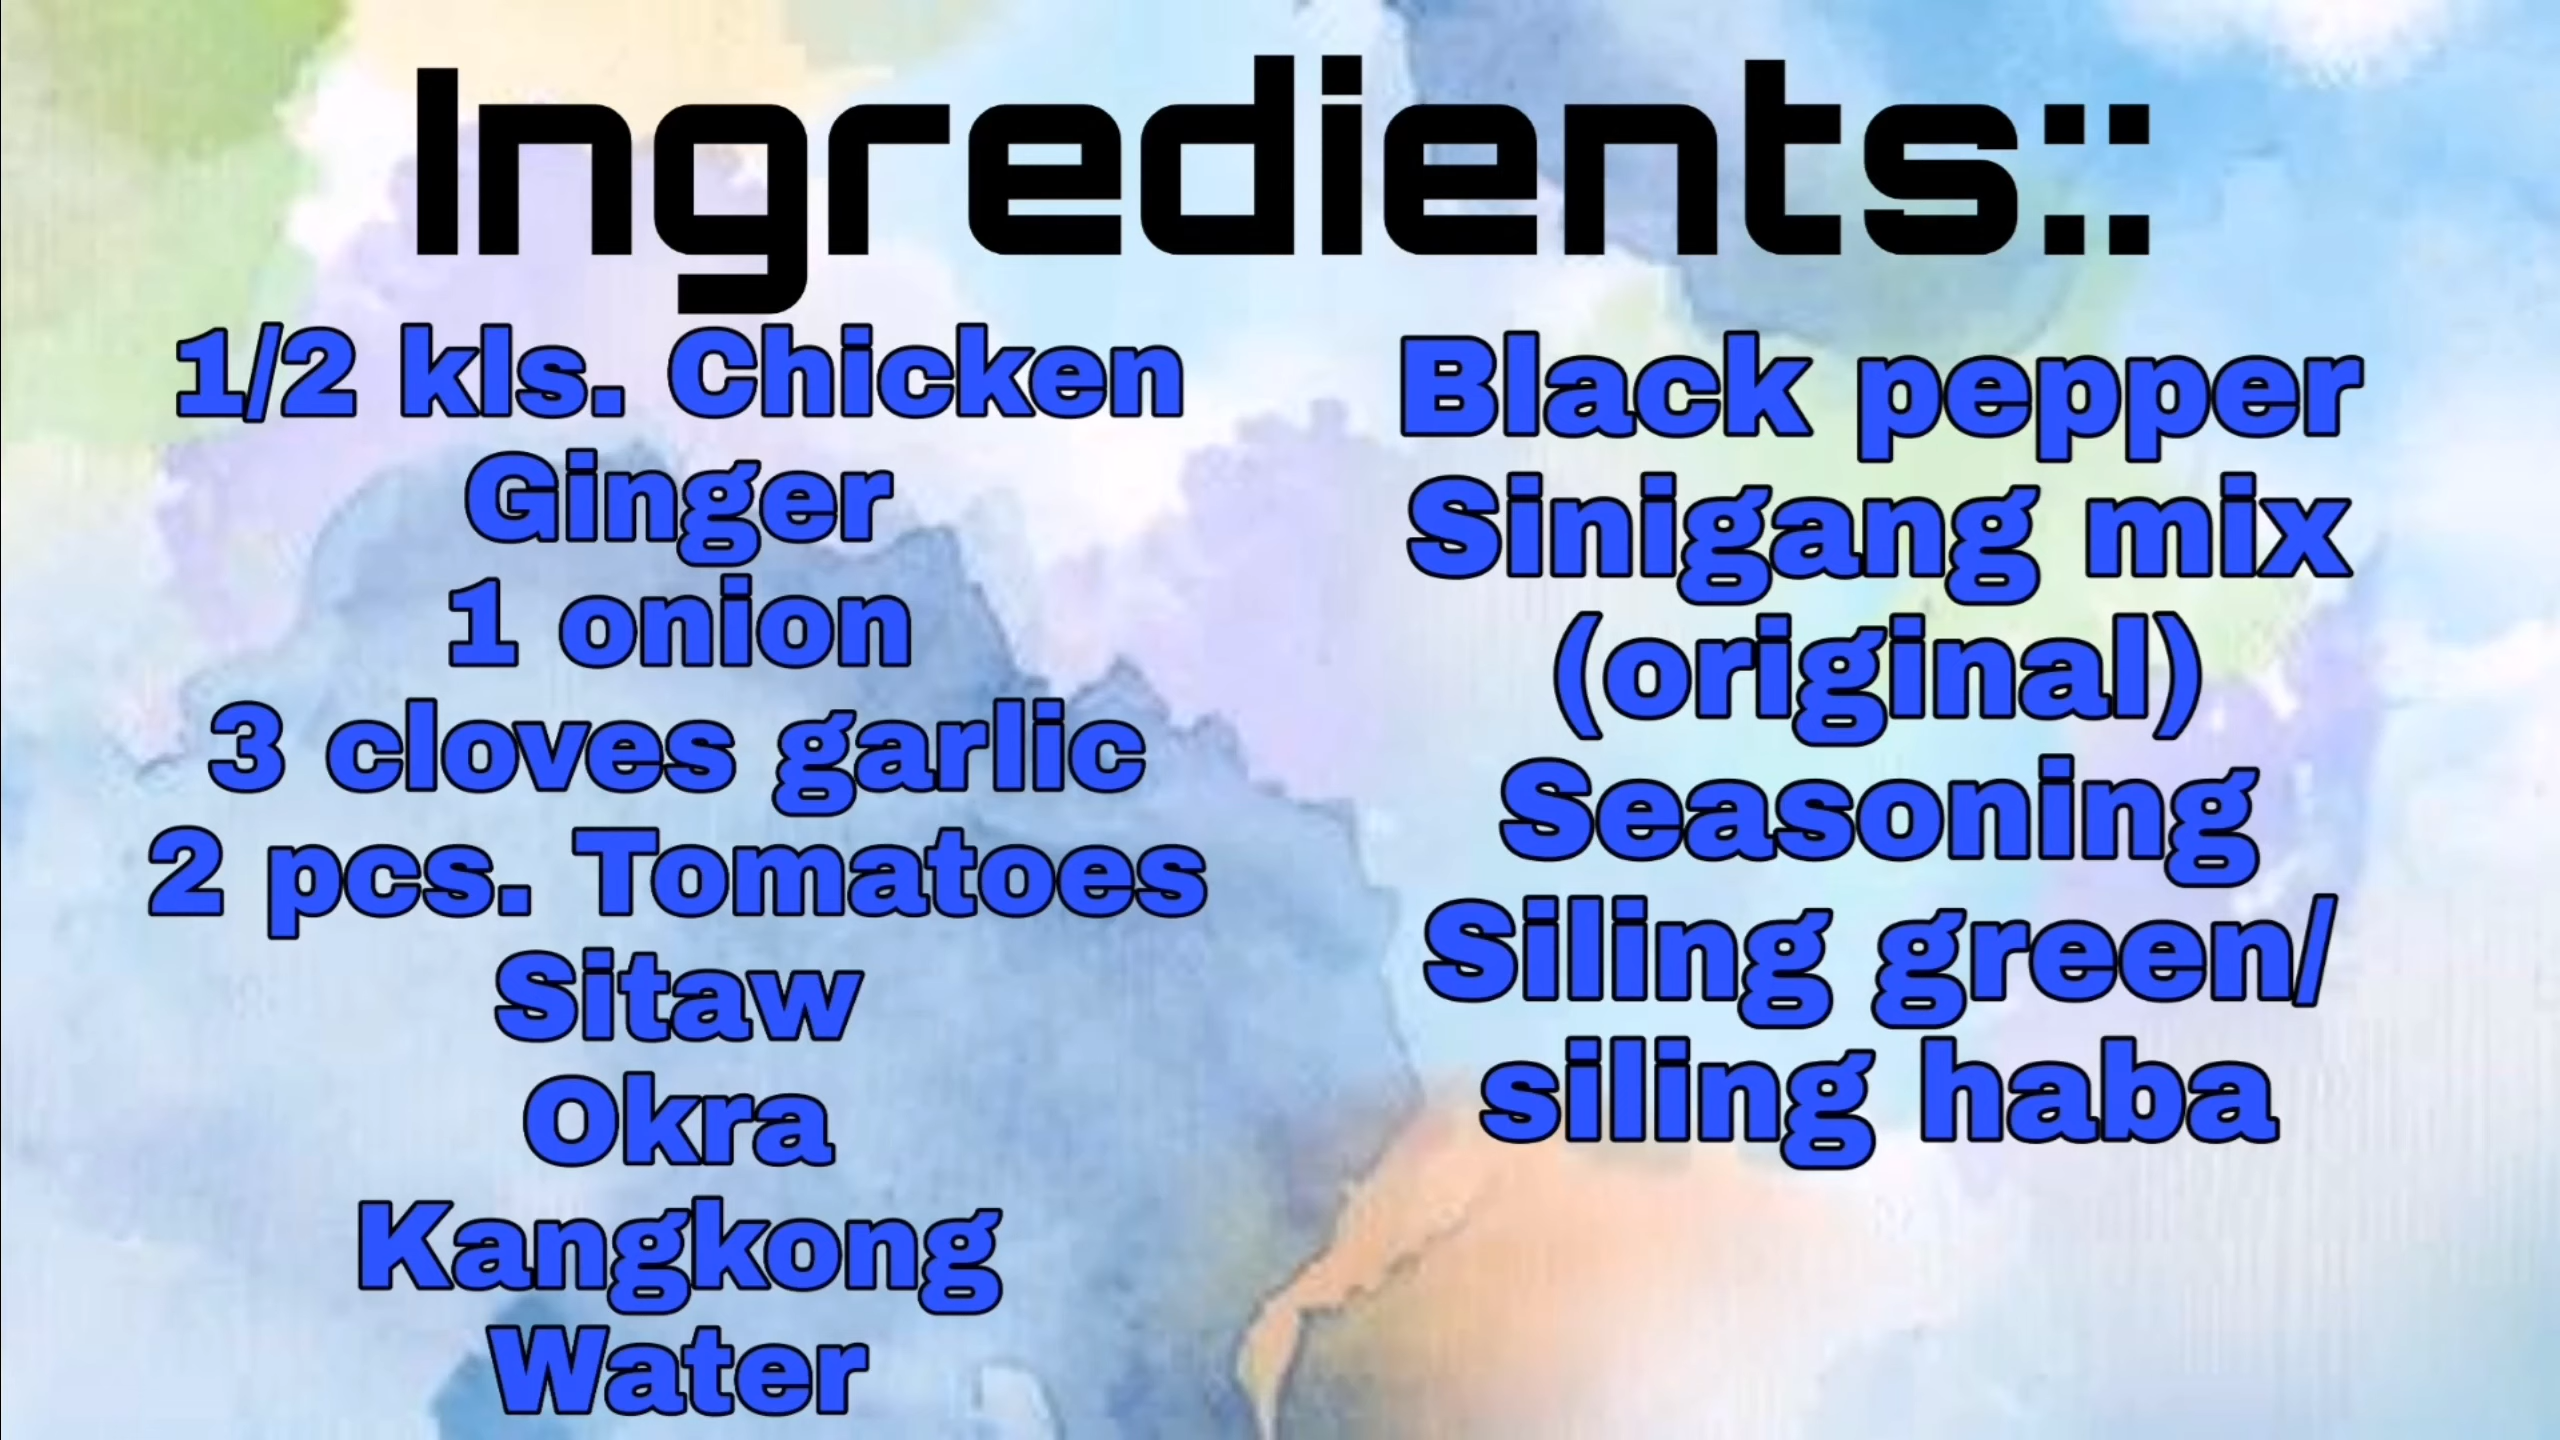 Ingredients::
1/2 kls. Chicken
Ginger
1 onion
3 cloves garlic
2 pcs. Tomatoes
Sitaw
Okra
Kangkong
Water
Black pepper
Sinigang mix
(original)
Seasoning
Siling green/
siling haba